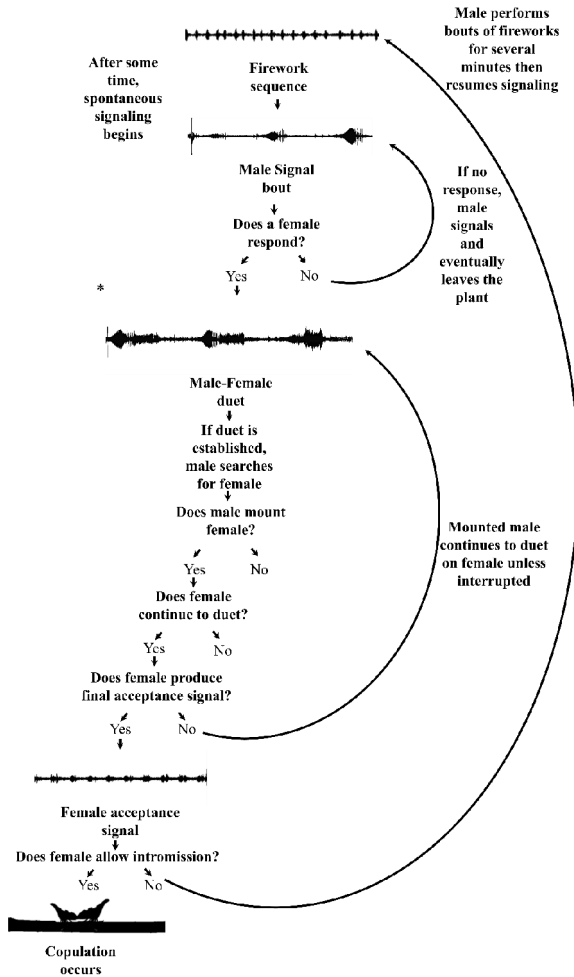 Male performs
bouts of fireworks
for several
minutes then
resumes signaling
After some
time,
spontaneous
signaling
begins
Firework
sequence
Male Signal
bout
Does a female
respond?
Yes
No
If no
response,
male
signals
and
eventually
leaves the
plant
*
Male-Female
duet
If duet is
established,
male searches
for female
Does male mount
female?
Yes
No
Mounted male
continues to duet
on female unless
interrupted
Does female
continue to duet?
Yes
No
Does female produce
final acceptance signal?
Yes
No
Female acceptance
signal
Does female allow intromission?
Yes
No
Copulation
occurs